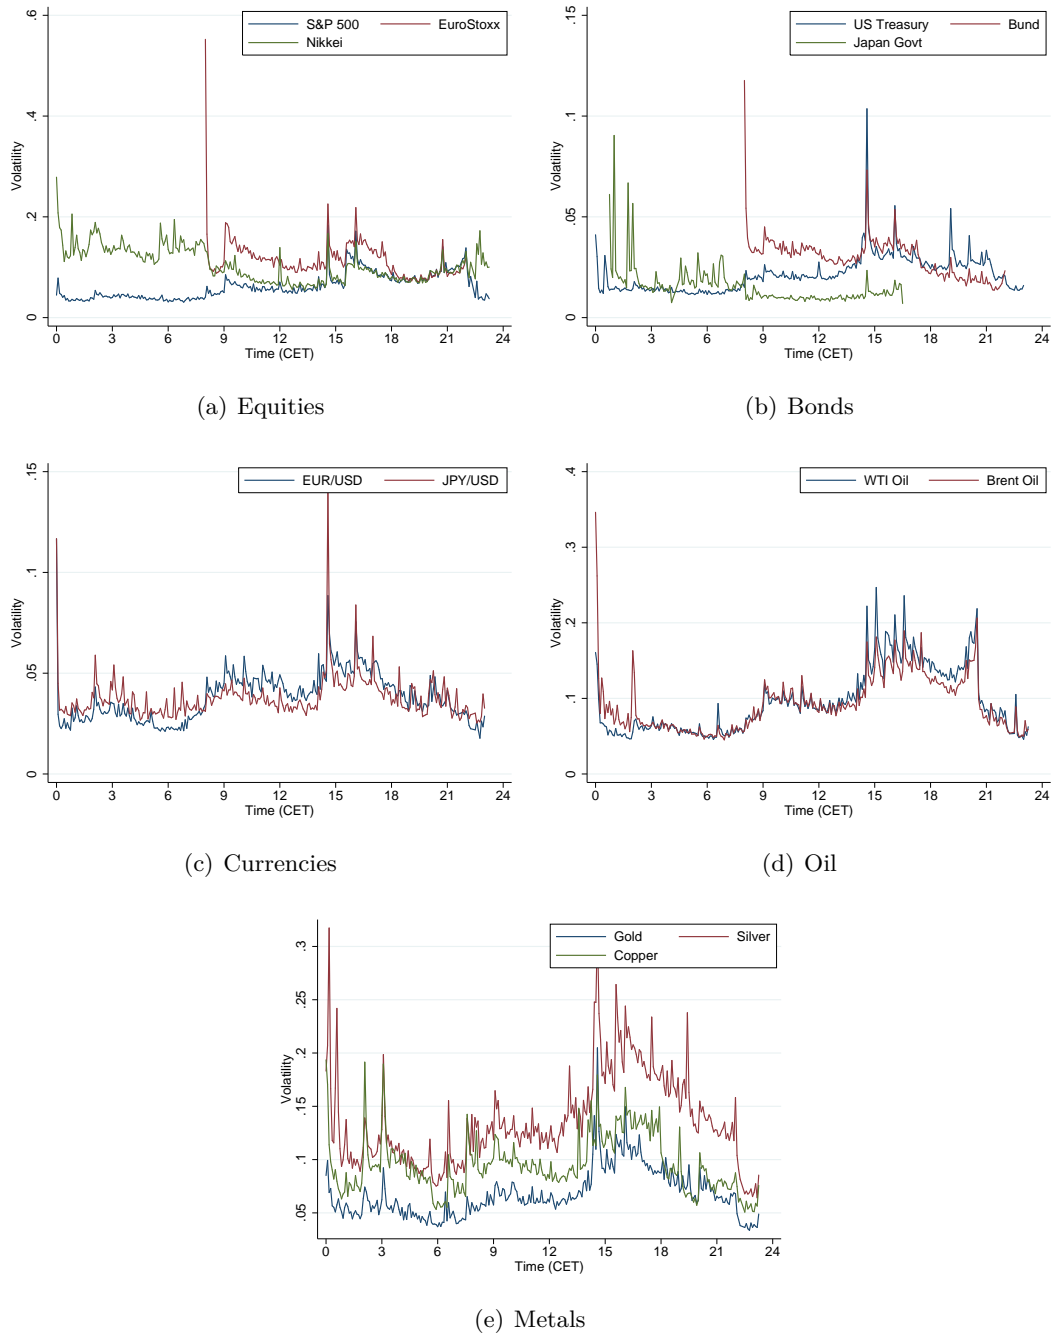 S&P 500 EuroStoxx
Nikkei
Volatility
0 .2 .4 .6
0 3 6 9 12 15 18 21 24
Time (CET)
(a) Equities
US Treasury Bund
Japan Govt
Volatility
0 .05 .1 .15
0 3 6 9 12 15 18 21 24
Time (CET)
(b) Bonds
EUR/USD JPY/USD
Volatility
0 .05 .1 .15
0 3 6 9 12 15 18 21 24
Time (CET)
(c) Currencies
WTI Oil Brent Oil
Volatility
0 .1 .2 .3 .4
0 3 6 9 12 15 18 21 24
Time (CET)
(d) Oil
Gold Silver
Copper
Volatility
.05 .1 .15 .2 .25 .3
0 3 6 9 12 15 18 21 24
Time (CET)
(e) Metals